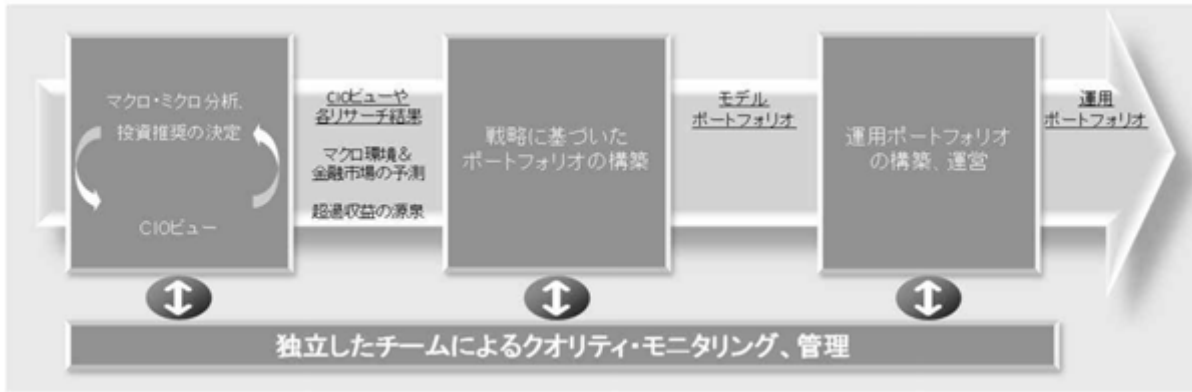 マクロ・ミクロ分析、
投資推奨の決定
CIOビュー
CIOビューや
各リサーチ結果
マクロ環境＆
金融市場の予測
超過収益の源泉
戦略に基づいた
ポートフォリオの構築
モデル
ポートフォリオ
運用ポートフォリオ
の構築、運営
運用
ポートフォリオ
独立したチームによるクオリティ・モニタリング、管理